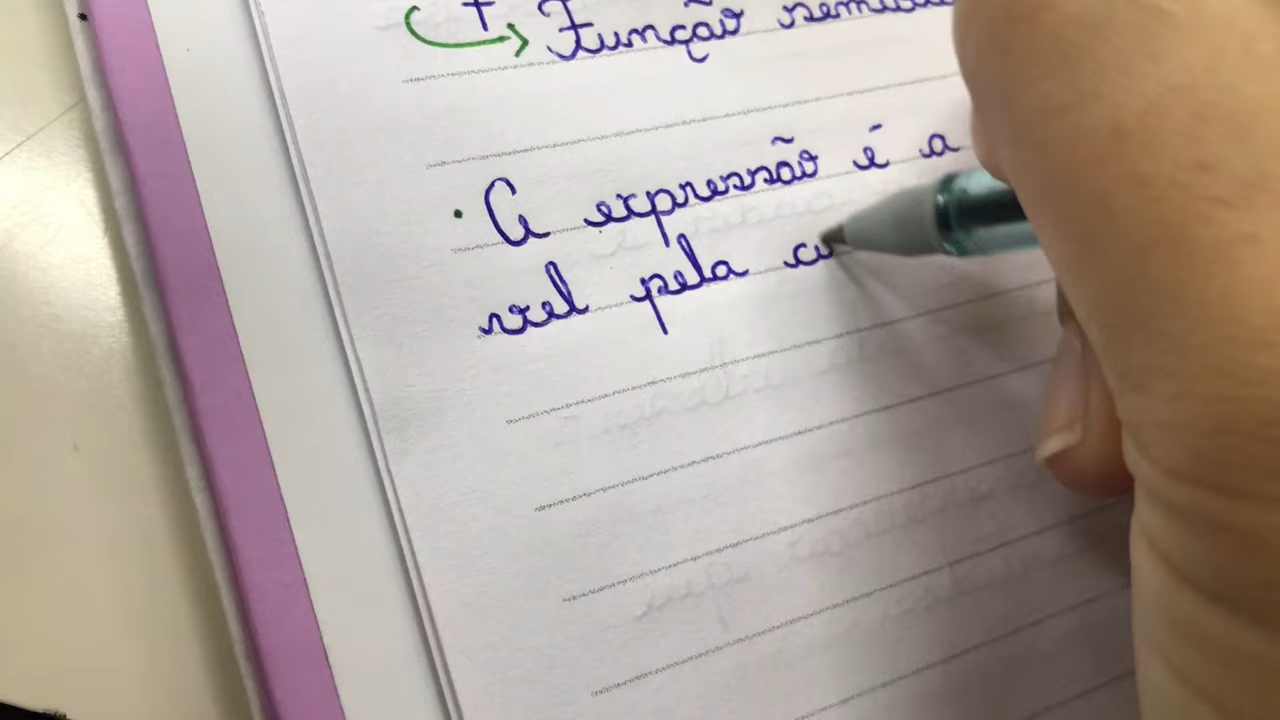 Função
A expressão é a
vel pela